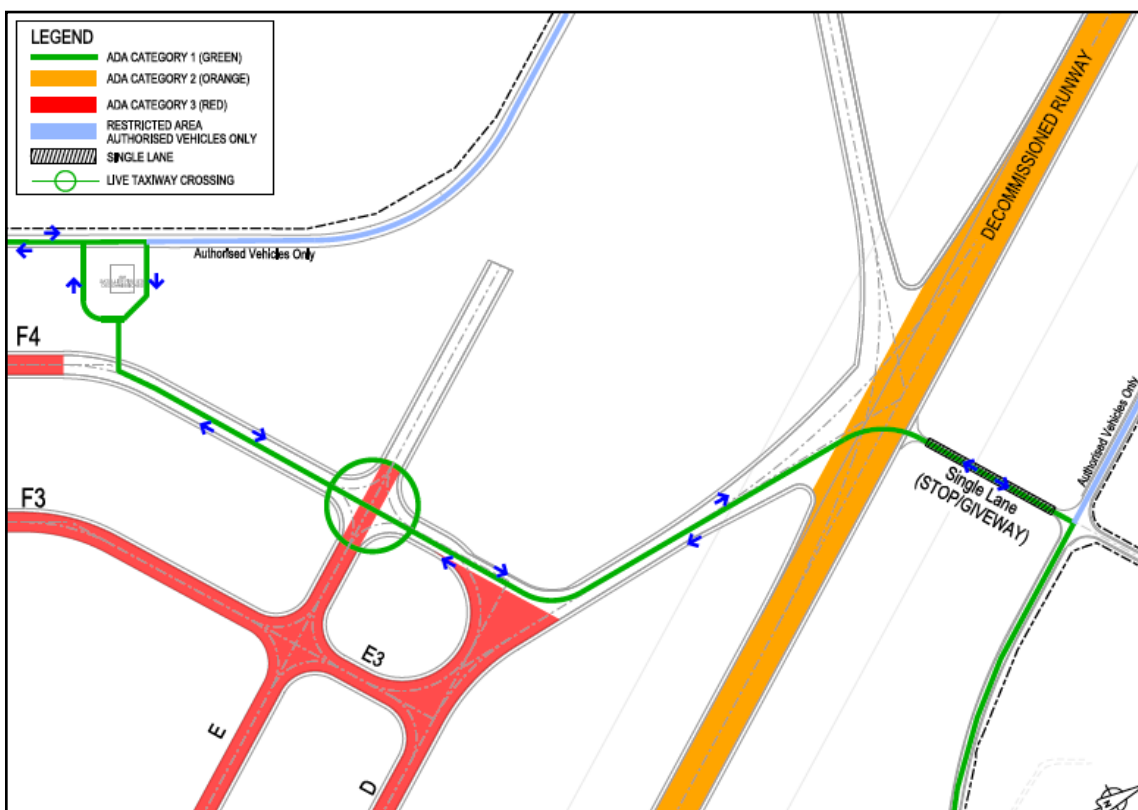 LEGEND
ADA CATEGORY 1 (GREEN)
ADA CATEGORY 2 (ORANGE)
ADA CATEGORY 3 (RED)
RESTRICTED AREA
AUTHORISED VEHICLES ONLY
SINGLE LANE
LIVE TAXIWAY CROSSING
DECOMMISSIONED RUNWAY
Authorised Vehicles Only
F4
Authorised Vehicles Only
Single Lane
(STOP/GIVEWAY)
F3
E3
E
D